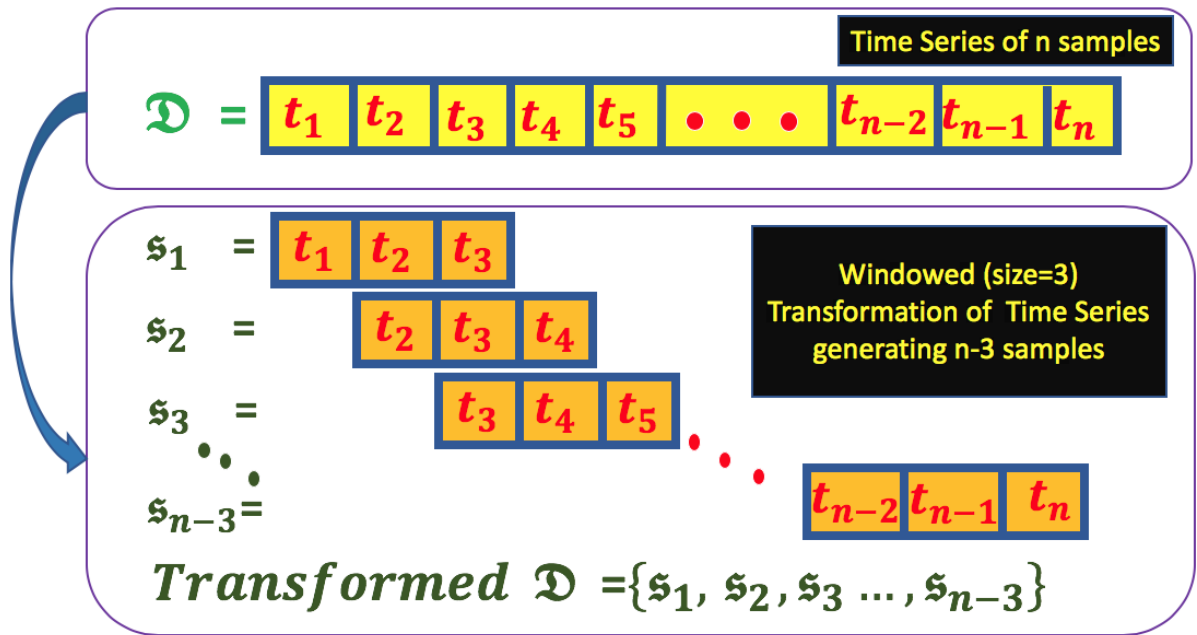 Time Series of n samples
𝔇 = t₁ t₂ t₃ t₄ t₅ • • • tₙ₋₂ tₙ₋₁ tₙ
𝔰₁ = t₁ t₂ t₃
𝔰₂ = t₂ t₃ t₄
𝔰₃ = t₃ t₄ t₅
𝔰ₙ₋₃= tₙ₋₂ tₙ₋₁ tₙ
Windowed (size=3)
Transformation of Time Series
generating n-3 samples
Transformed 𝔇 ={𝔰₁, 𝔰₂, 𝔰₃ …, 𝔰ₙ₋₃}